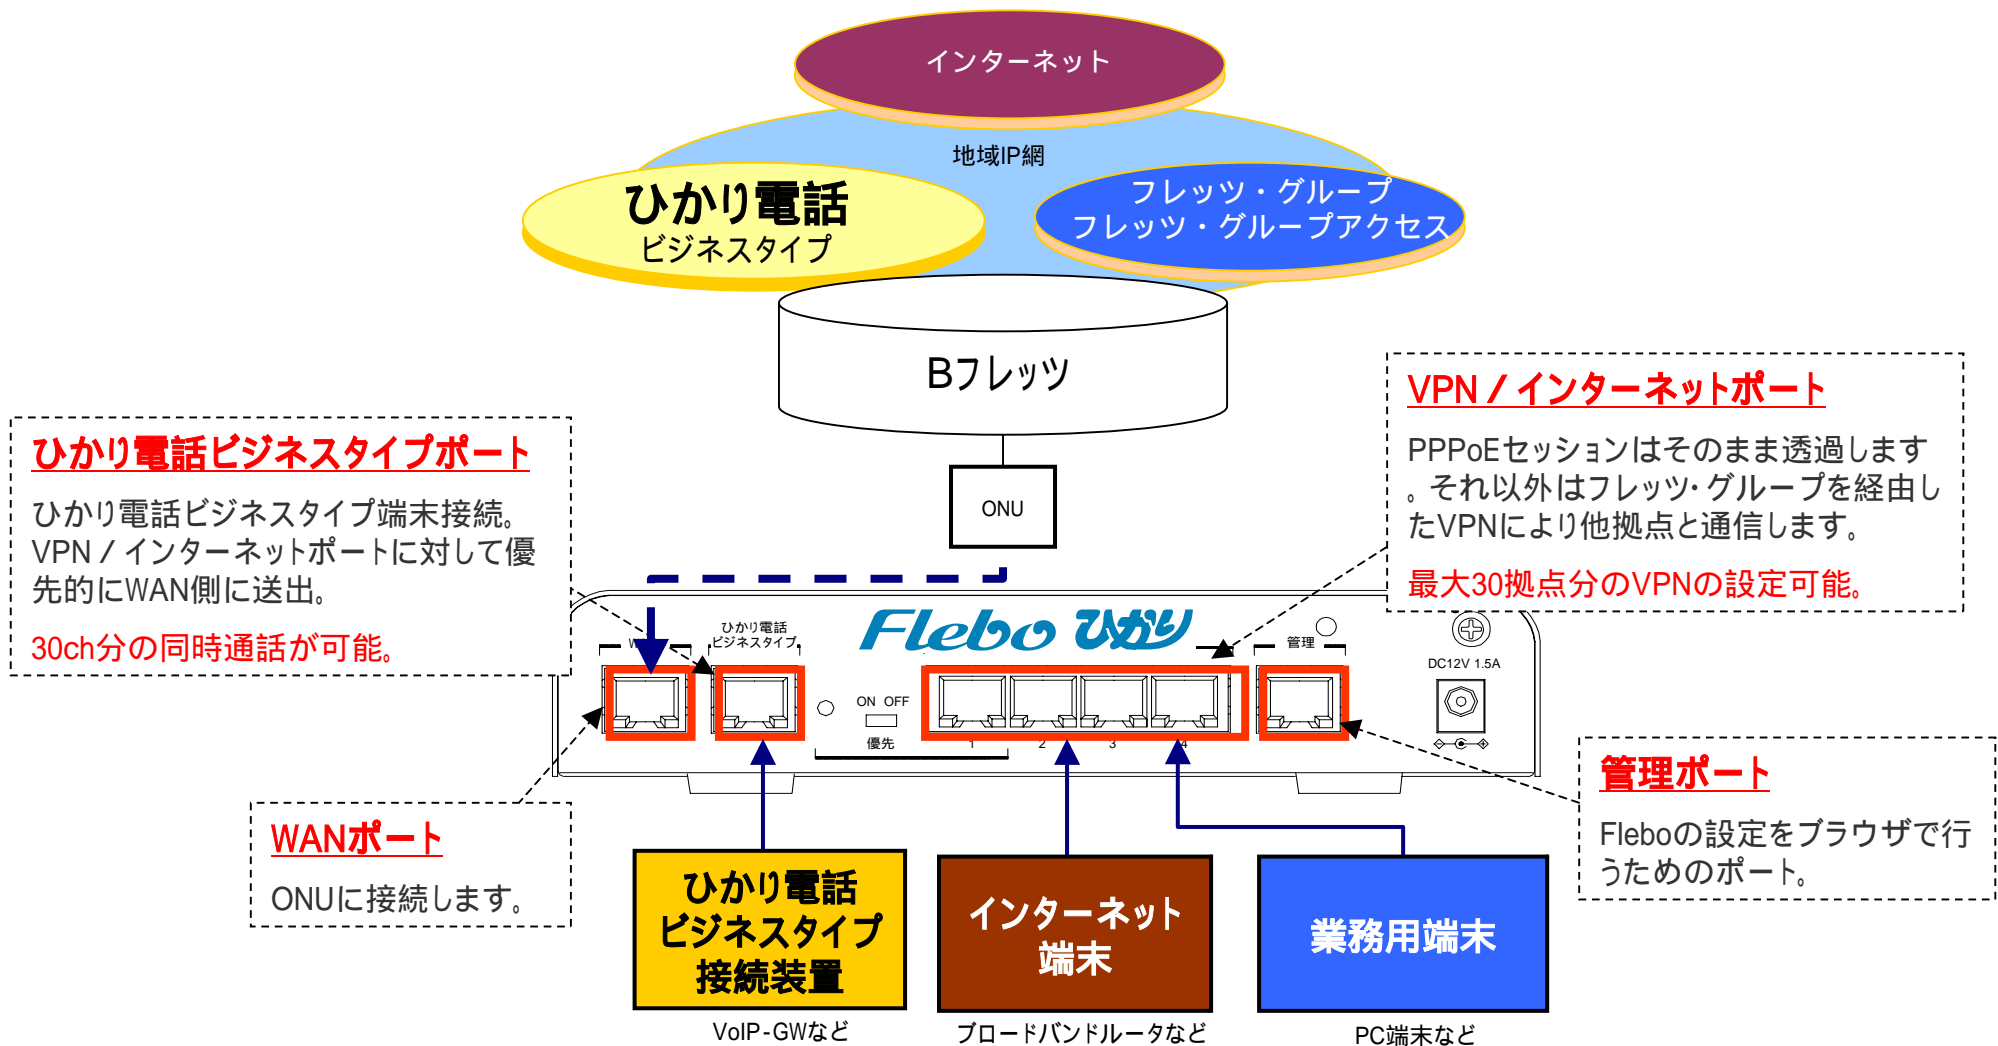 インターネット
地域IP網
ひかり電話
ビジネスタイプ
フレッツ・グループ
フレッツ・グループアクセス
Bフレッツ
ONU
ひかり電話ビジネスタイプポート
ひかり電話ビジネスタイプ端末接続。
VPN／インターネットポートに対して優
先的にWAN側に送出。
30ch分の同時通話が可能。
VPN／インターネットポート
PPPoEセッションはそのまま透過します
。それ以外はフレッツ・グループを経由し
たVPNにより他拠点と通信します。
最大30拠点分のVPNの設定可能。
ひかり電話
ビジネスタイプ
Flebo ひかり
管理
DC12V 1.5A
ON OFF
優先
1 2 3 4
WANポート
ONUに接続します。
管理ポート
Fleboの設定をブラウザで行
うためのポート。
ひかり電話
ビジネスタイプ
接続装置
VoIP-GWなど
インターネット
端末
ブロードバンドルータなど
業務用端末
PC端末など